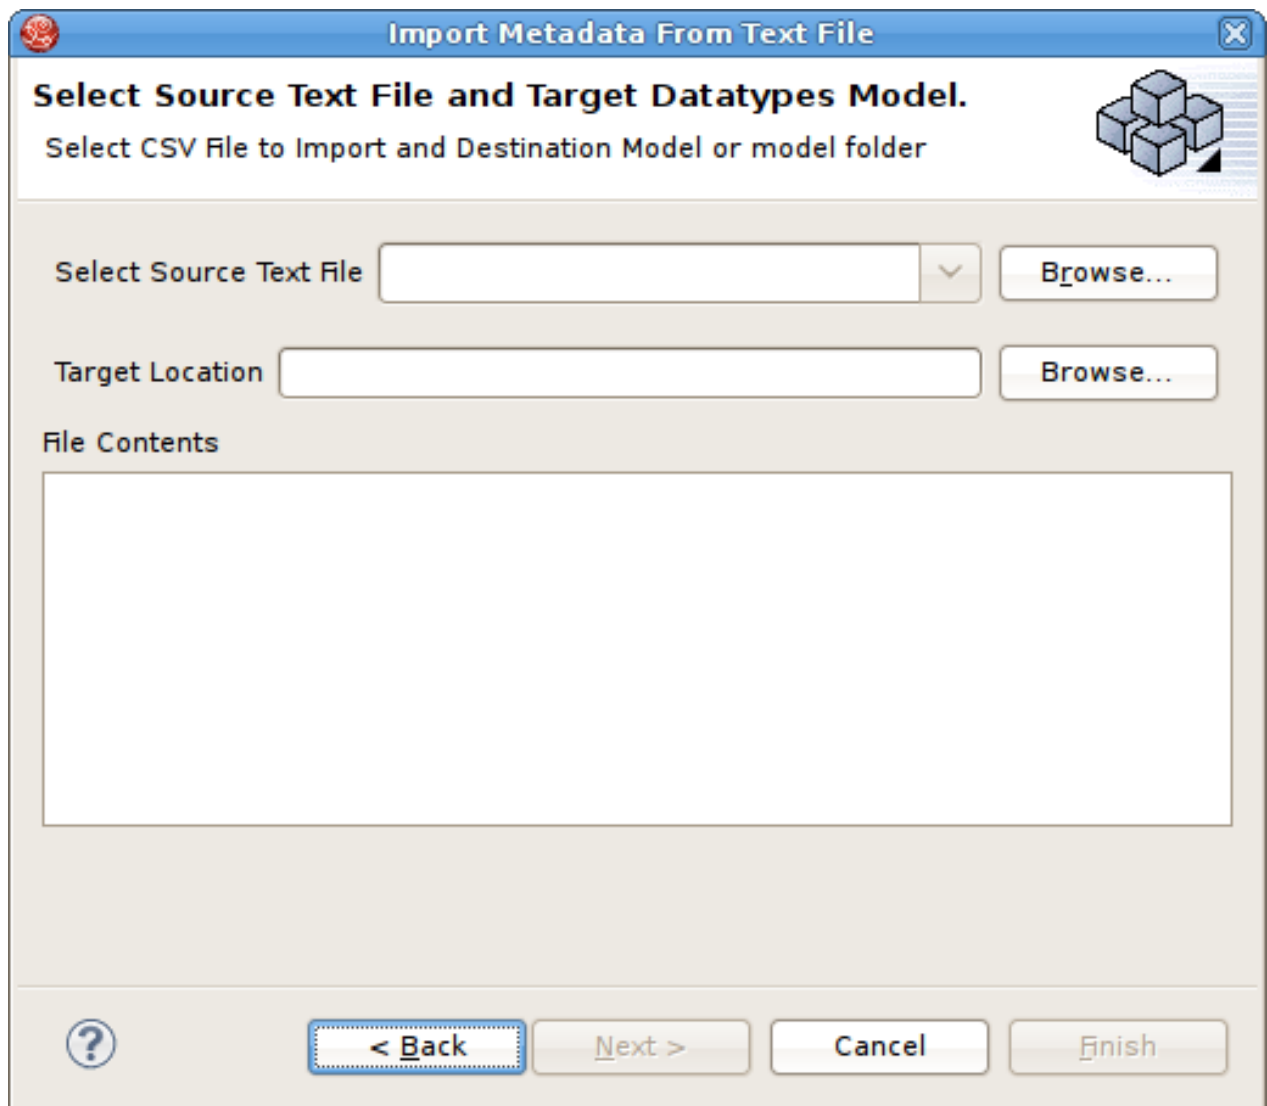 Import Metadata From Text File
Select Source Text File and Target Datatypes Model.
Select CSV File to Import and Destination Model or model folder
Select Source Text File Browse...
Target Location Browse...
File Contents
? < Back Next > Cancel Finish